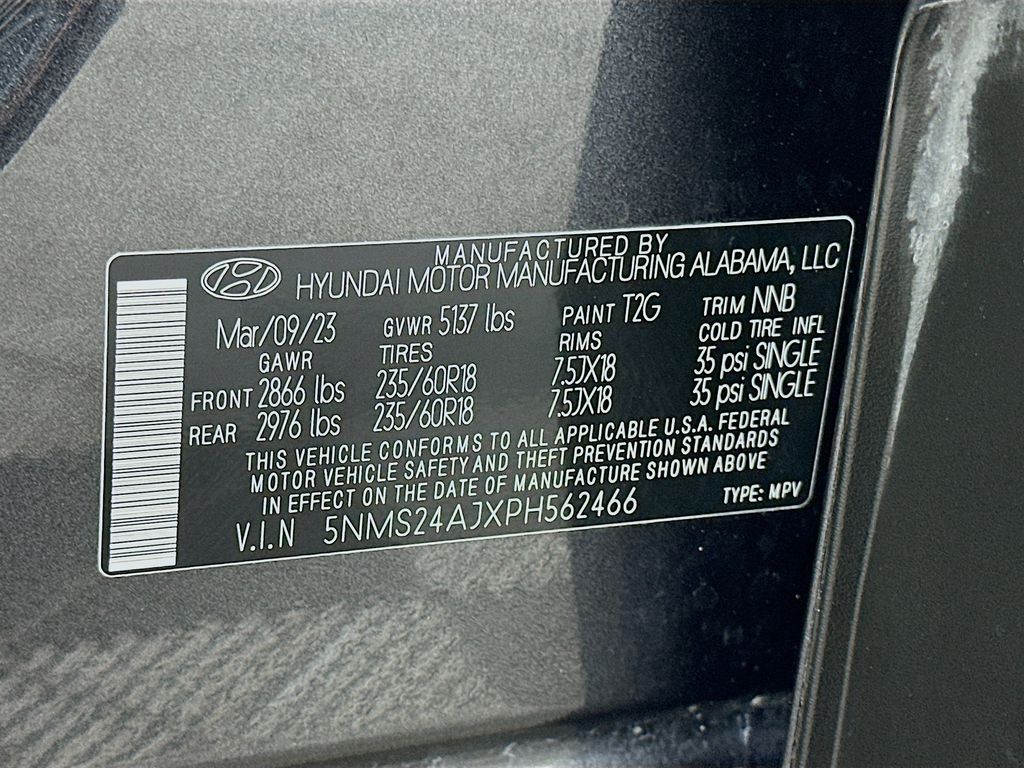 MANUFACTURED BY
HYUNDAI MOTOR MANUFACTURING ALABAMA, LLC
Mar/09/23 GVWR 5137 lbs PAINT T2G TRIM NNB
GAWR TIRES RIMS COLD TIRE INFL
FRONT 2866 lbs 235/60R18 7.5JX18 35 psi SINGLE
REAR 2976 lbs 235/60R18 7.5JX18 35 psi SINGLE
THIS VEHICLE CONFORMS TO ALL APPLICABLE U.S.A. FEDERAL
MOTOR VEHICLE SAFETY AND THEFT PREVENTION STANDARDS
IN EFFECT ON THE DATE OF MANUFACTURE SHOWN ABOVE
V.I.N 5NMS24AJXPH562466 TYPE: MPV